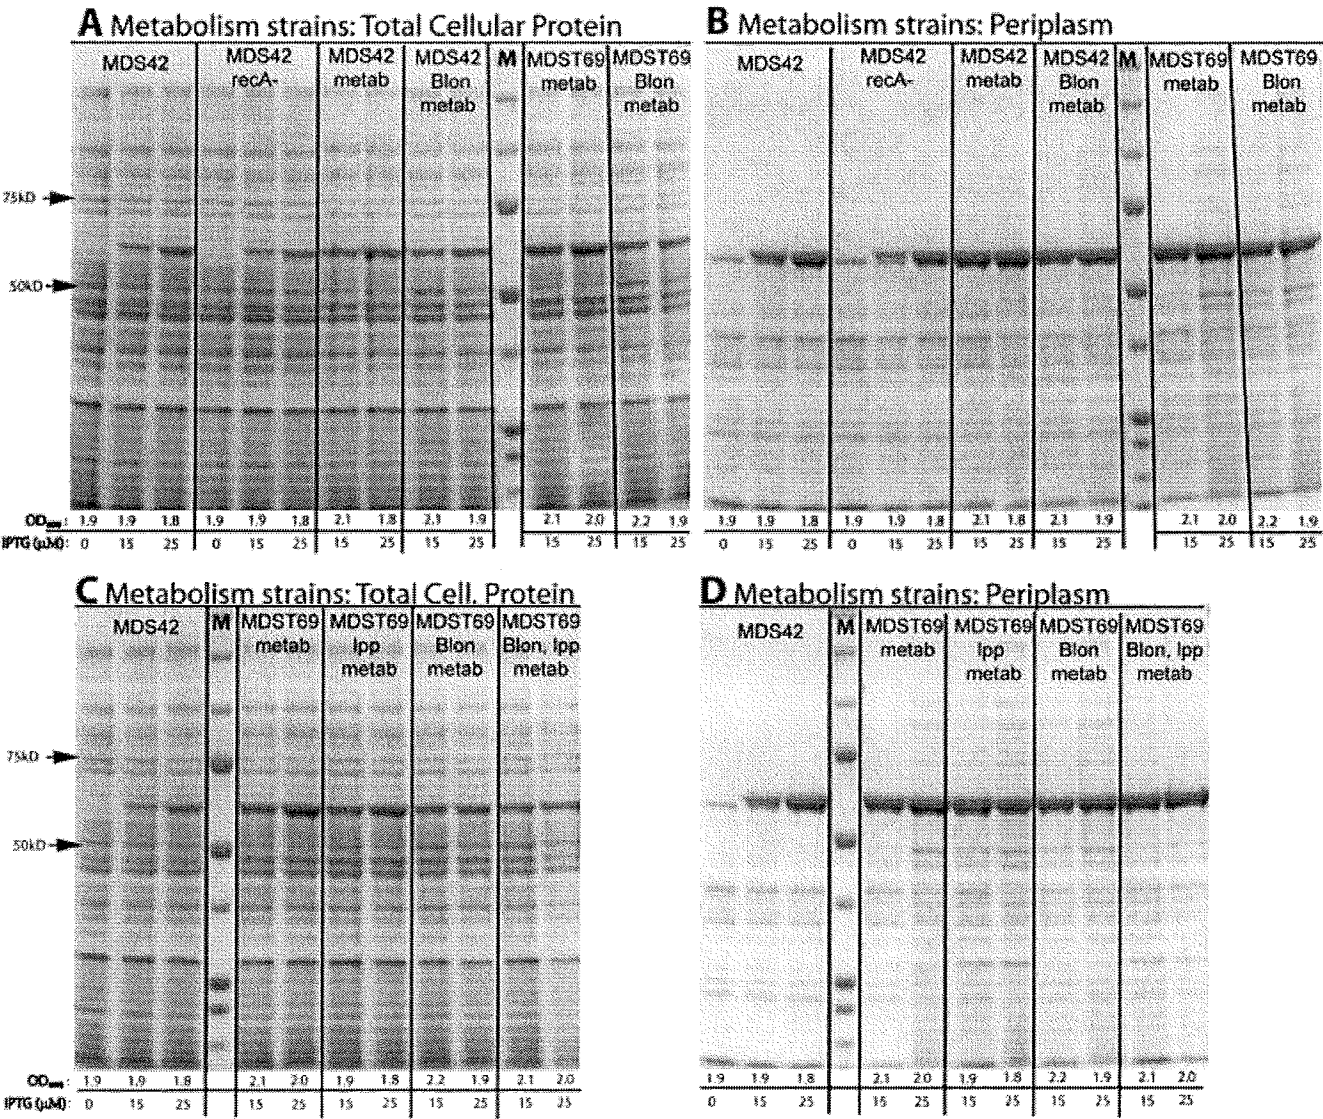 A Metabolism strains: Total Cellular Protein
MDS42
MDS42 recA-
MDS42 metab
MDS42 Blon metab
M
MDST69 metab
MDST69 Blon metab
75kD
50kD
1.9 1.9 1.8 1.9 1.9 1.8 2.1 1.8 2.1 1.9 2.1 2.0 2.2 1.9
IPTG (µM): 0 15 25 0 15 25 15 25 15 25 15 25 15 25
B Metabolism strains: Periplasm
MDS42
MDS42 recA-
MDS42 metab
MDS42 Blon metab
M
MDST69 metab
MDST69 Blon metab
1.9 1.9 1.8 1.9 1.9 1.8 2.1 1.8 2.1 1.9 2.1 2.0 2.2 1.9
0 15 25 0 15 25 15 25 15 25 15 25 15 25
C Metabolism strains: Total Cell. Protein
MDS42
M
MDST69 metab
MDST69 lpp metab
MDST69 Blon metab
MDST69 Blon, lpp metab
75kD
50kD
1.9 1.9 1.8 2.1 2.0 1.9 1.8 2.2 1.9 2.1 2.0
IPTG (µM): 0 15 25 15 25 15 25 15 25 15 25
D Metabolism strains: Periplasm
MDS42
M
MDST69 metab
MDST69 lpp metab
MDST69 Blon metab
MDST69 Blon, lpp metab
1.9 1.9 1.8 2.1 2.0 1.9 1.8 2.2 1.9 2.1 2.0
0 15 25 15 25 15 25 15 25 15 25